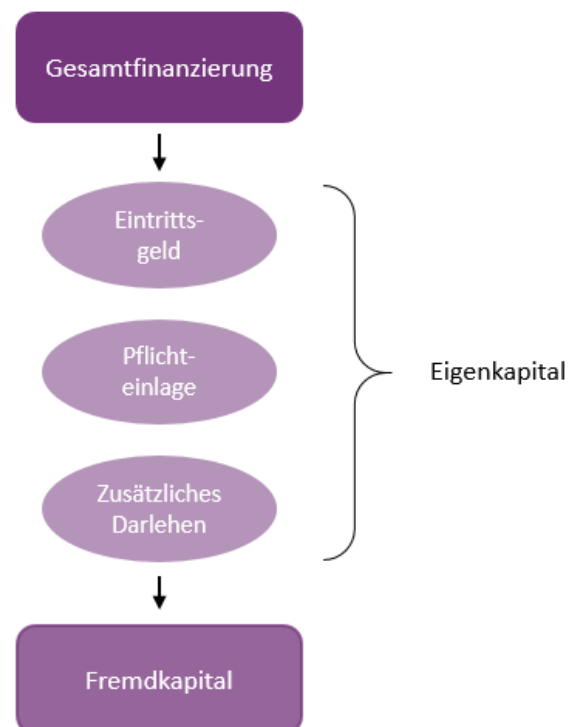 Gesamtfinanzierung
Eintritts-
geld
Pflicht-
einlage
Eigenkapital
Zusätzliches
Darlehen
Fremdkapital